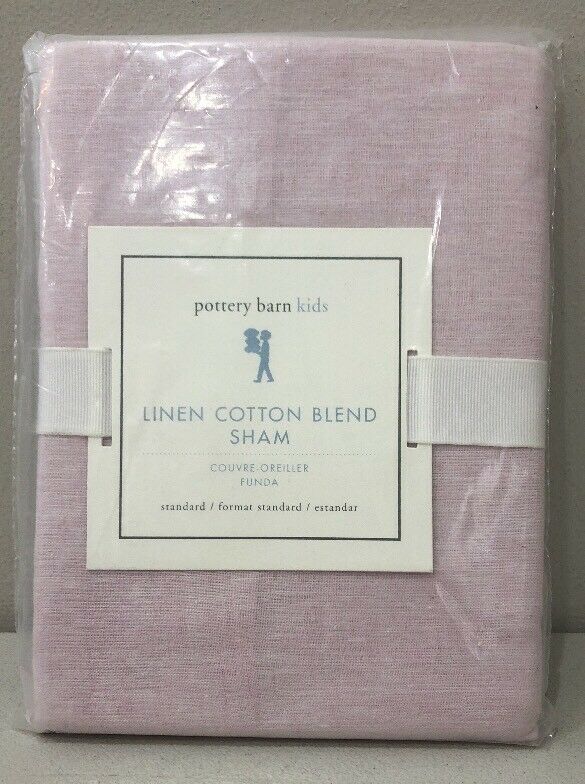 pottery barn kids
LINEN COTTON BLEND
SHAM
COUVRE-OREILLER
FUNDA
standard / format standard / estandar